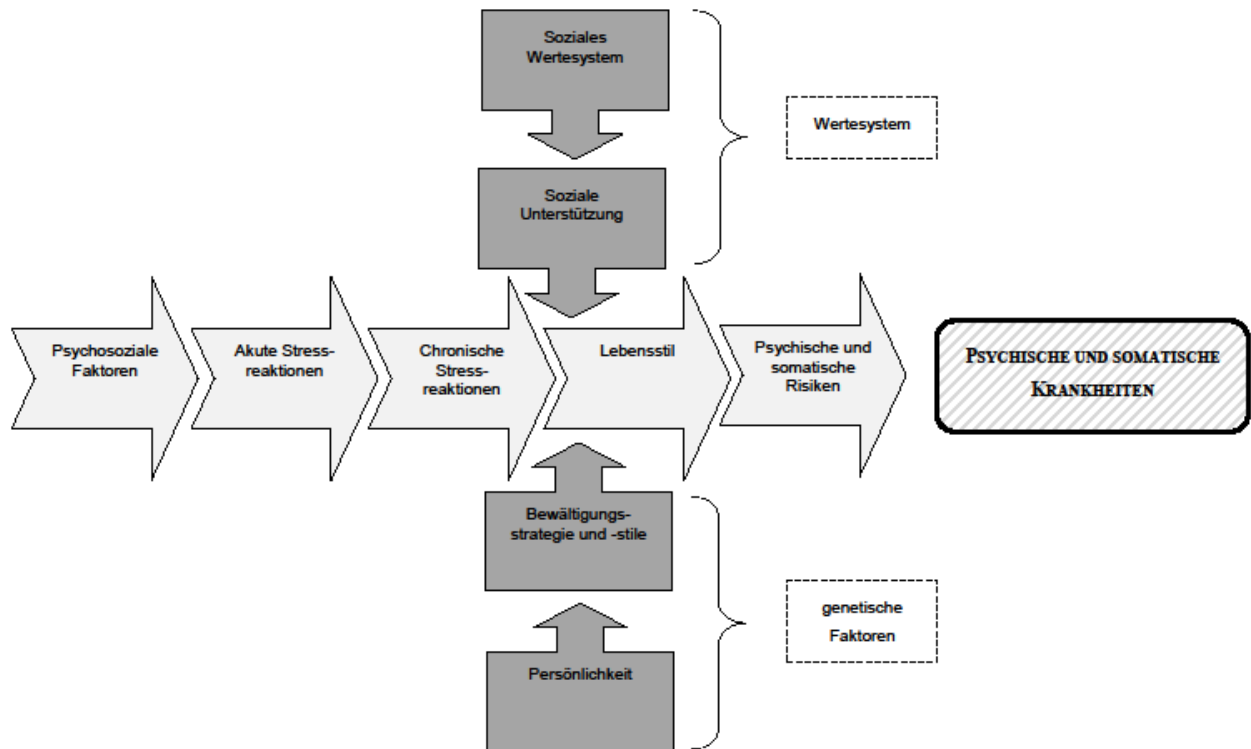 Soziales
Wertesystem
Wertesystem
Soziale
Unterstützung
Psychosoziale
Faktoren
Akute Stress-
reaktionen
Chronische
Stress-
reaktionen
Lebensstil
Psychische und
somatische
Risiken
PSYCHISCHE UND SOMATISCHE
KRANKHEITEN
Bewältigungs-
strategie und -stile
genetische
Faktoren
Persönlichkeit